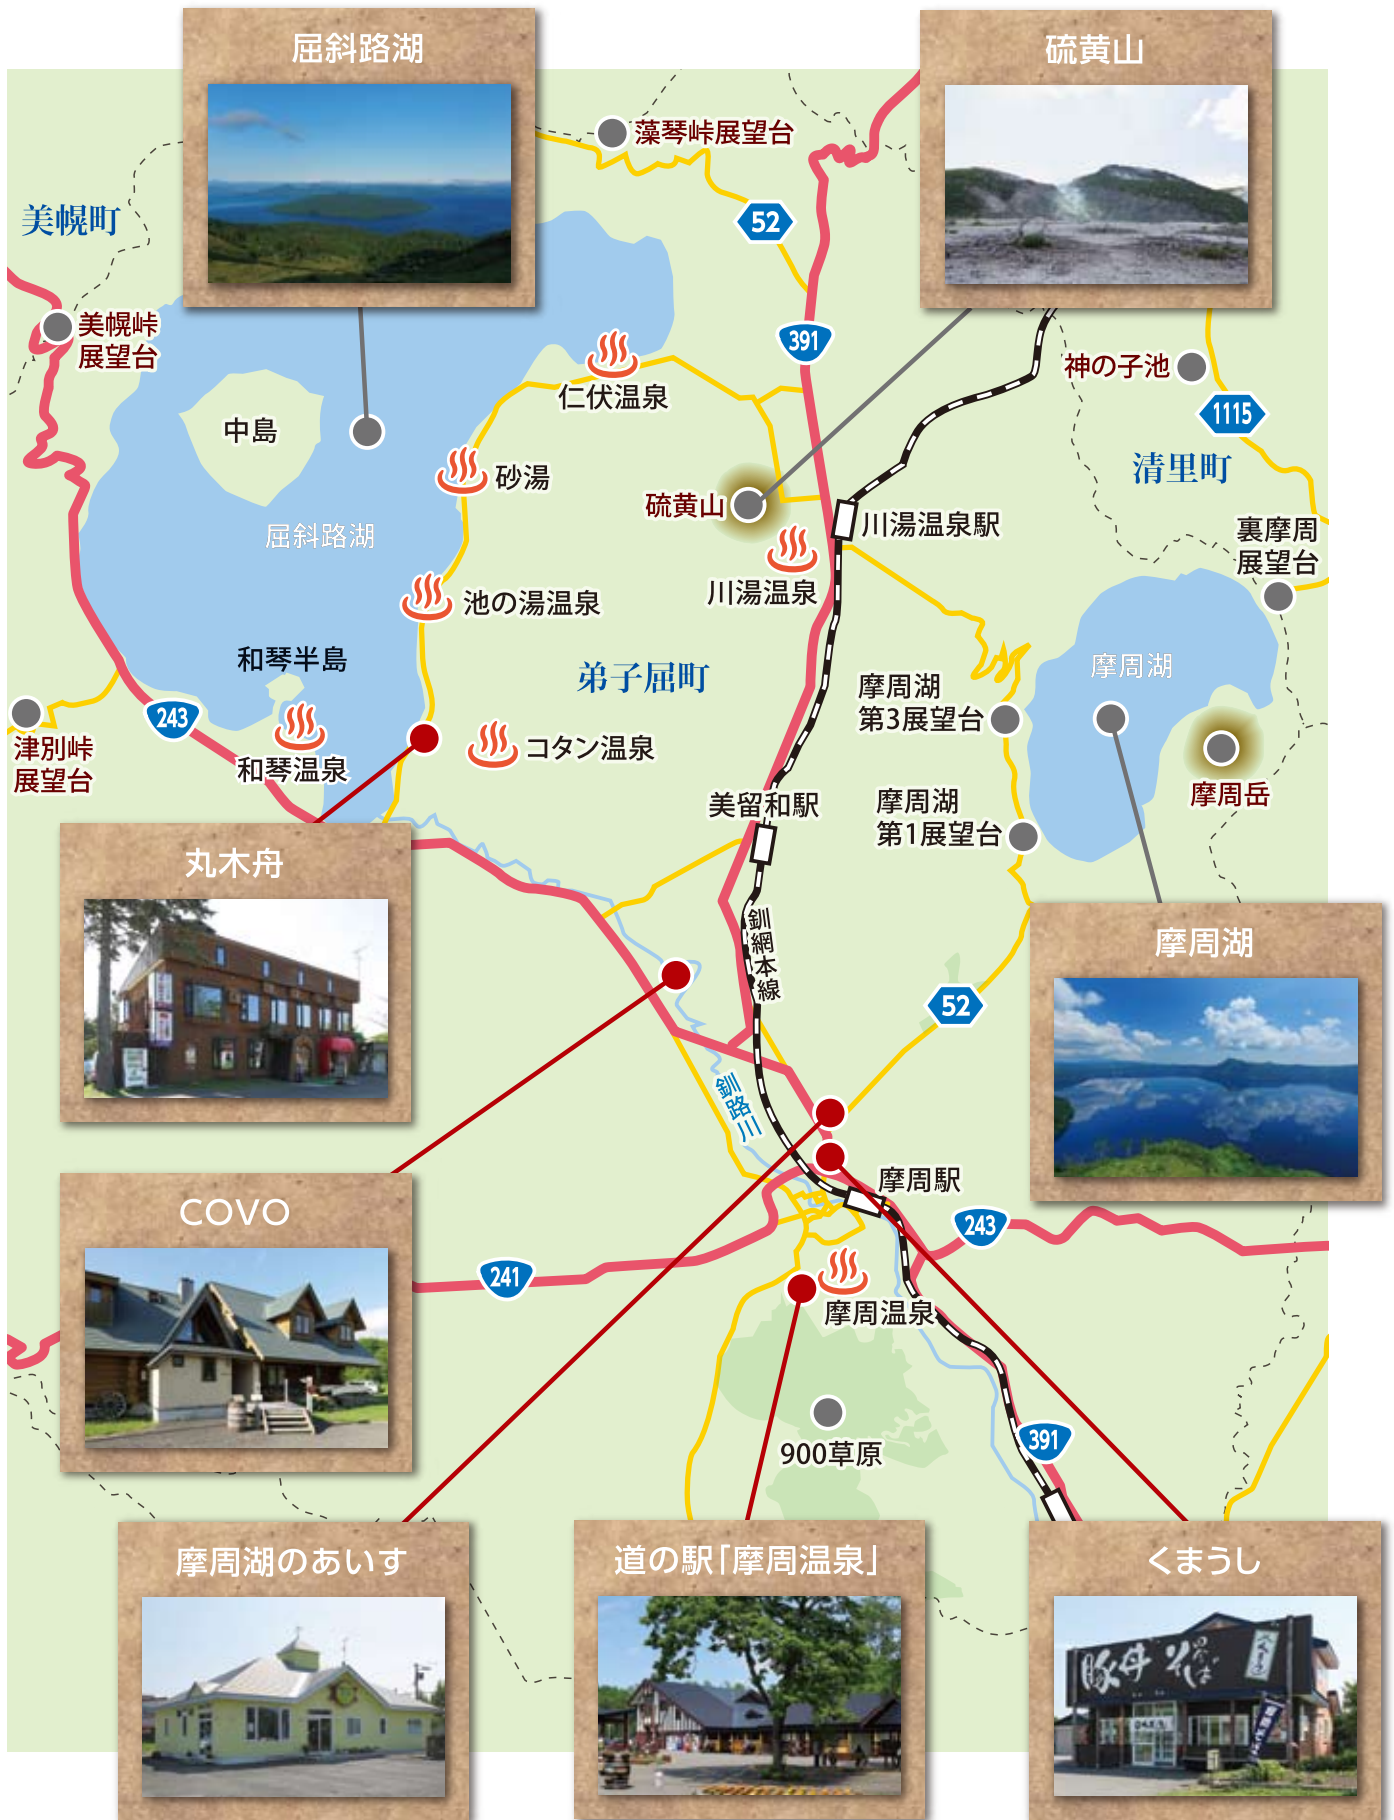 屈斜路湖
硫黄山
藻琴峠展望台
美幌町
52
美幌峠
展望台
391
神の子池
仁伏温泉
中島
1115
清里町
砂湯
硫黄山
屈斜路湖
川湯温泉駅
裏摩周
展望台
川湯温泉
池の湯温泉
和琴半島
弟子屈町
摩周湖
摩周湖
第3展望台
243
津別峠
展望台
和琴温泉
コタン温泉
摩周岳
美留和駅
摩周湖
第1展望台
丸木舟
釧網本線
摩周湖
52
釧路川
摩周駅
COVO
243
241
摩周温泉
391
900草原
摩周湖のあいす
道の駅「摩周温泉」
くまうし
豚丼 そば